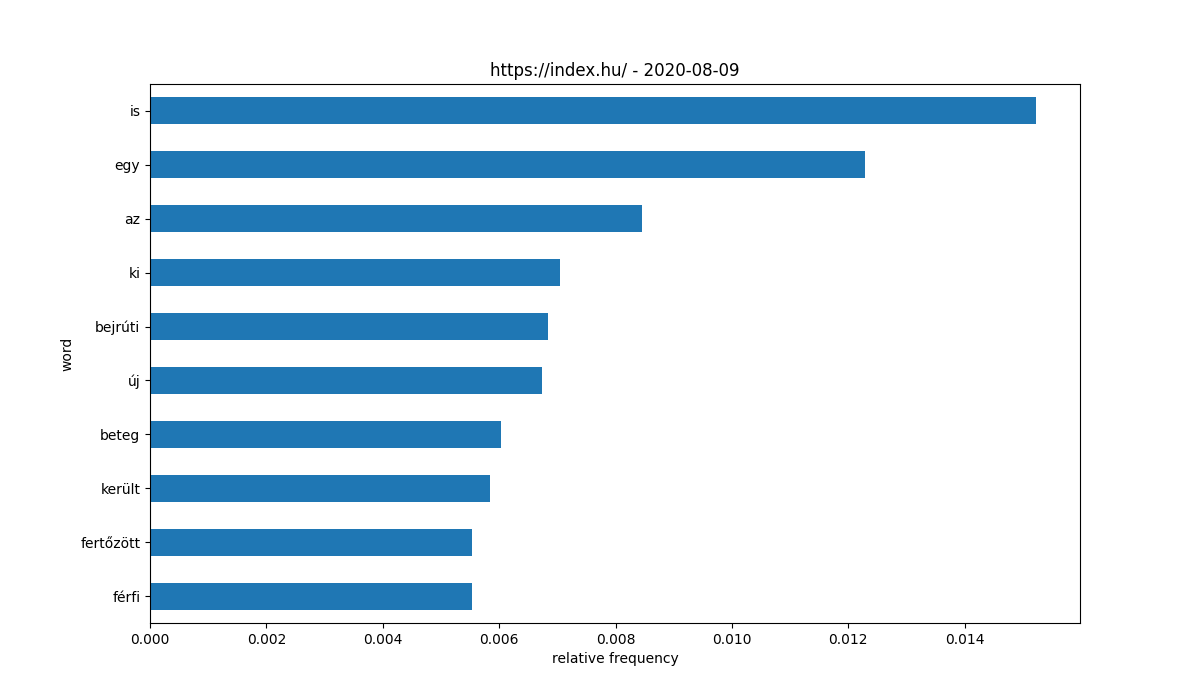 https://index.hu/ - 2020-08-09
is
egy
az
ki
bejrúti
új
beteg
került
fertőzött
férfi
word
0.000 0.002 0.004 0.006 0.008 0.010 0.012 0.014
relative frequency